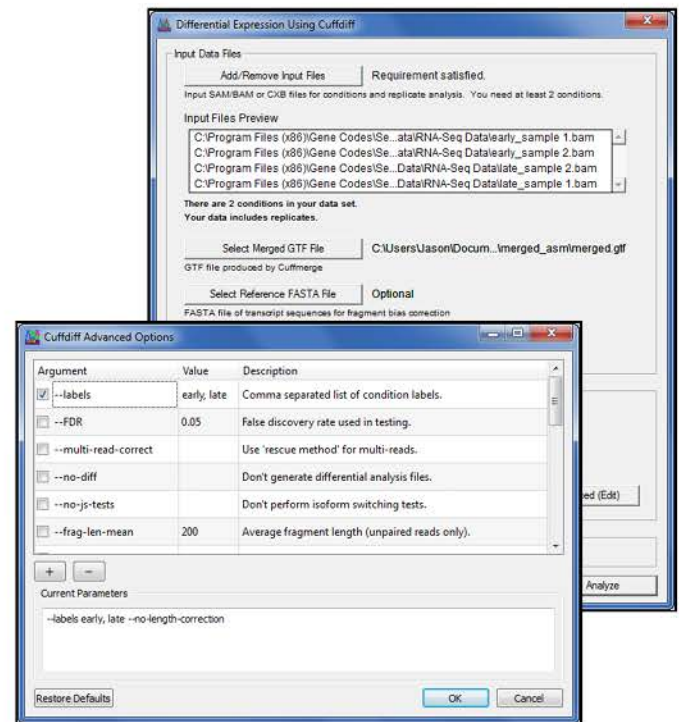 Differential Expression Using Cuffdiff
Input Data Files
Add/Remove Input Files Requirement satisfied.
Input SAM/BAM or CXB files for conditions and replicate analysis. You need at least 2 conditions.
Input Files Preview
C:\Program Files (x86)\Gene Codes\Se...ata\RNA-Seq Data\early_sample 1.bam
C:\Program Files (x86)\Gene Codes\Se...ata\RNA-Seq Data\early_sample 2.bam
C:\Program Files (x86)\Gene Codes\Se...Data\RNA-Seq Data\late_sample 2.bam
C:\Program Files (x86)\Gene Codes\Se...Data\RNA-Seq Data\late_sample 1.bam
There are 2 conditions in your data set.
Your data includes replicates.
Select Merged GTF File C:\Users\Jason\Docum...\merged_asm\merged.gtf
GTF file produced by Cuffmerge
Select Reference FASTA File Optional
FASTA file of transcript sequences for fragment bias correction
ed (Edit)
Analyze
Cuffdiff Advanced Options
Argument Value Description
--labels early, late Comma separated list of condition labels.
--FDR 0.05 False discovery rate used in testing.
--multi-read-correct Use 'rescue method' for multi-reads.
--no-diff Don't generate differential analysis files.
--no-js-tests Don't perform isoform switching tests.
--frag-len-mean 200 Average fragment length (unpaired reads only).
+ -
Current Parameters
--labels early, late --no-length-correction
Restore Defaults OK Cancel